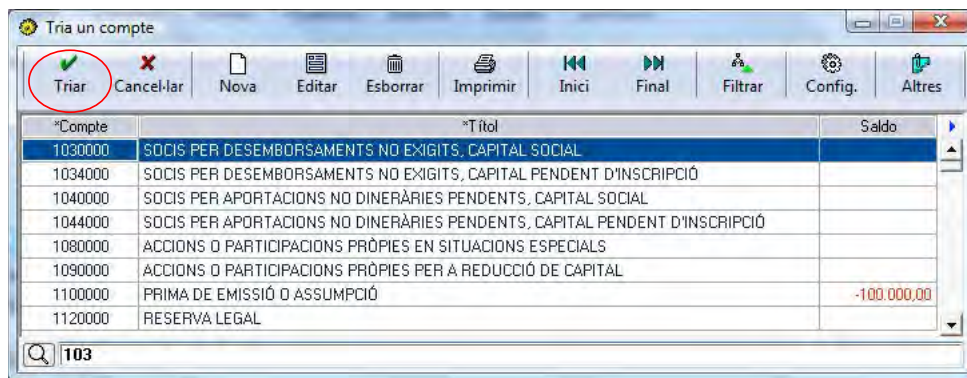 Tria un compte
Triar Cancel·lar Nova Editar Esborrar Imprimir Inici Final Filtrar Config. Altres
*Compte *Títol Saldo
1030000 SOCIS PER DESEMBORSAMENTS NO EXIGITS, CAPITAL SOCIAL
1034000 SOCIS PER DESEMBORSAMENTS NO EXIGITS, CAPITAL PENDENT D'INSCRIPCIÓ
1040000 SOCIS PER APORTACIONS NO DINERÀRIES PENDENTS, CAPITAL SOCIAL
1044000 SOCIS PER APORTACIONS NO DINERÀRIES PENDENTS, CAPITAL PENDENT D'INSCRIPCIÓ
1080000 ACCIONS O PARTICIPACIONS PRÒPIES EN SITUACIONS ESPECIALS
1090000 ACCIONS O PARTICIPACIONS PRÒPIES PER A REDUCCIÓ DE CAPITAL
1100000 PRIMA DE EMISSIÓ O ASSUMPCIÓ -100.000,00
1120000 RESERVA LEGAL
103